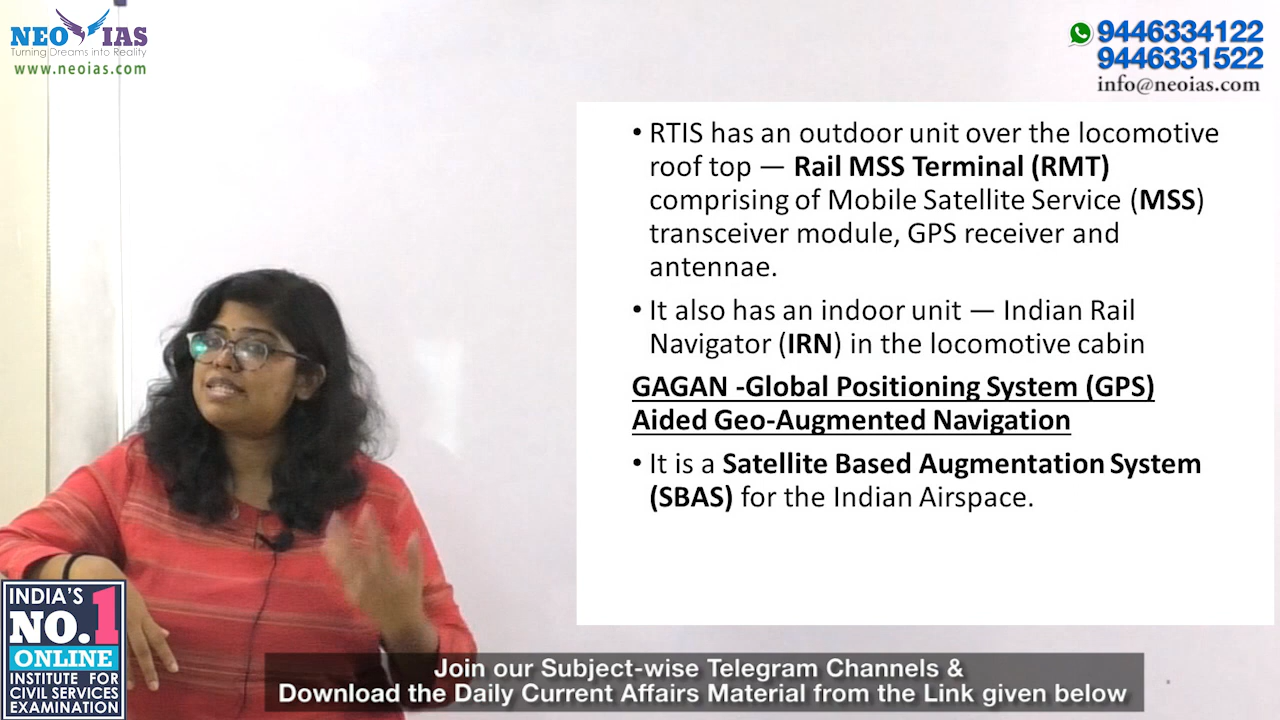 NEO IAS
Turning Dreams into Reality
www.neoias.com
9446334122
9446331522
info@neoias.com
• RTIS has an outdoor unit over the locomotive
roof top — Rail MSS Terminal (RMT)
comprising of Mobile Satellite Service (MSS)
transceiver module, GPS receiver and
antennae.
• It also has an indoor unit — Indian Rail
Navigator (IRN) in the locomotive cabin
GAGAN -Global Positioning System (GPS)
Aided Geo-Augmented Navigation
• It is a Satellite Based Augmentation System
(SBAS) for the Indian Airspace.
INDIA'S
NO.1
ONLINE
INSTITUTE FOR
CIVIL SERVICES
EXAMINATION
Join our Subject-wise Telegram Channels &
Download the Daily Current Affairs Material from the Link given below